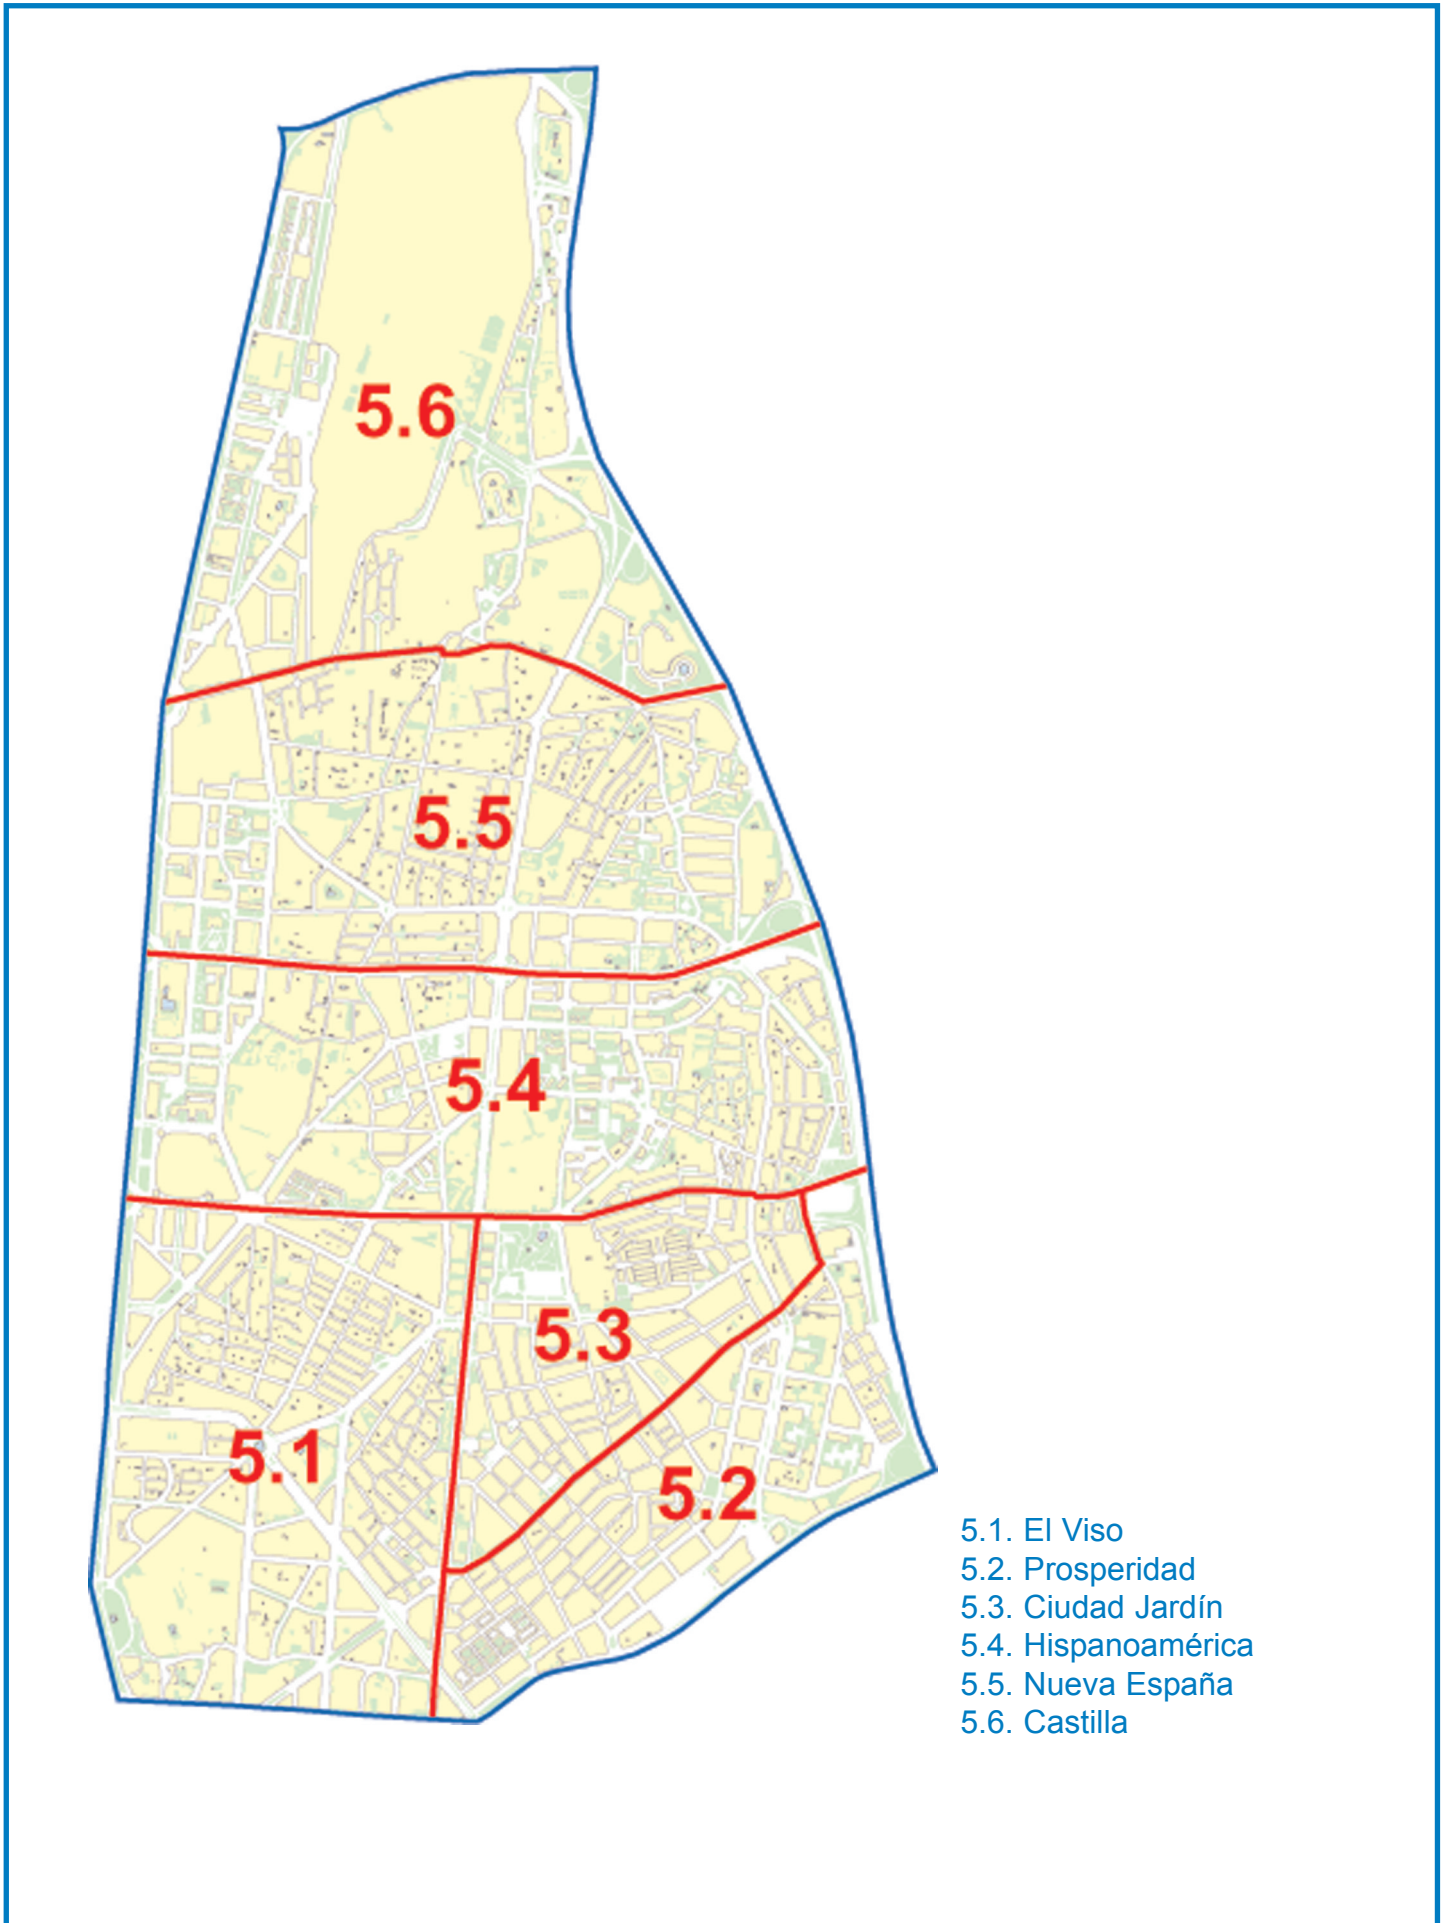 5.6
5.5
5.4
5.3
5.1
5.2
5.1. El Viso
5.2. Prosperidad
5.3. Ciudad Jardín
5.4. Hispanoamérica
5.5. Nueva España
5.6. Castilla